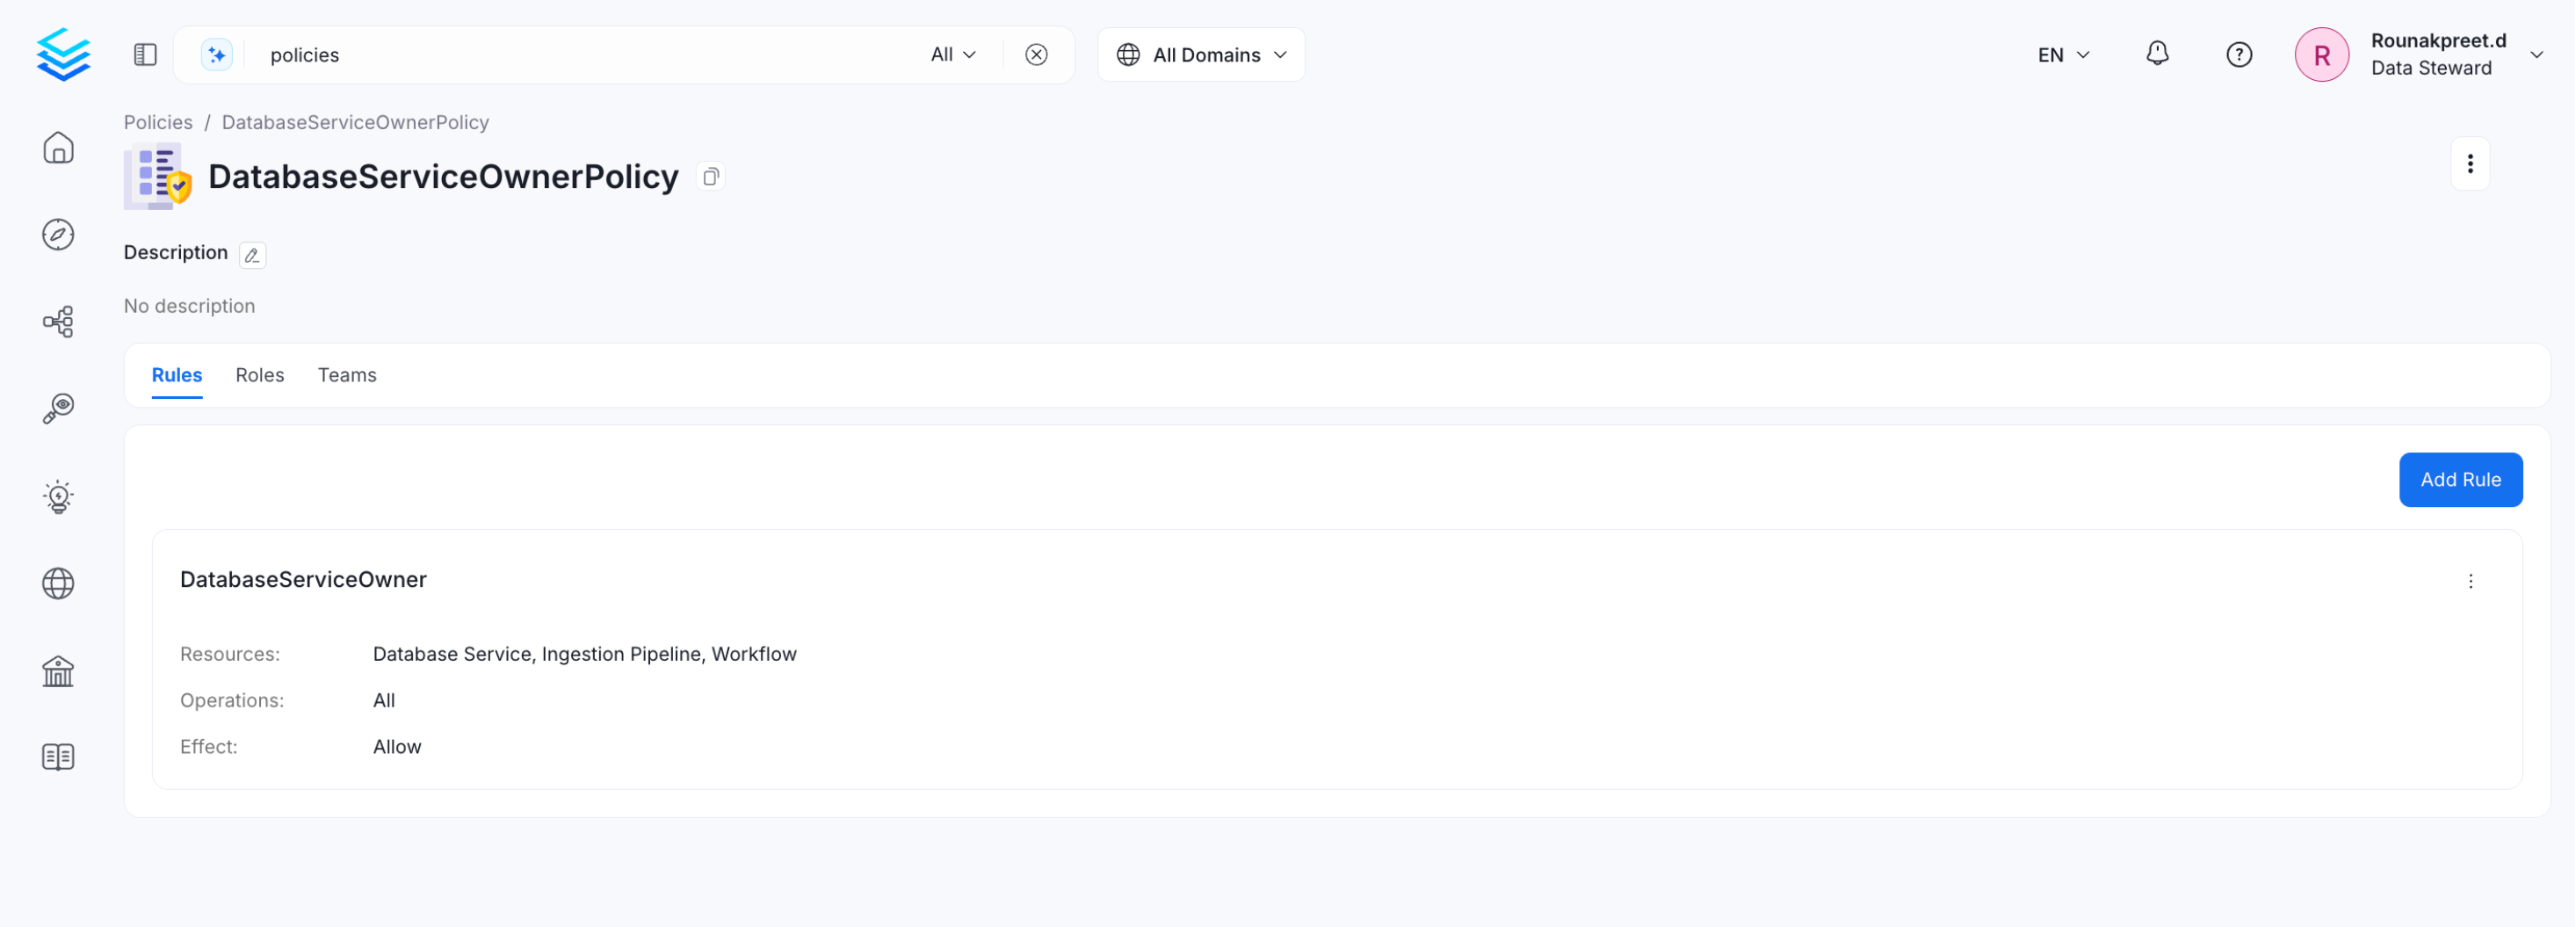 policies All All Domains EN R Rounakpreet.d
Data Steward
Policies / DatabaseServiceOwnerPolicy
DatabaseServiceOwnerPolicy
Description
No description
Rules Roles Teams
Add Rule
DatabaseServiceOwner
Resources: Database Service, Ingestion Pipeline, Workflow
Operations: All
Effect: Allow